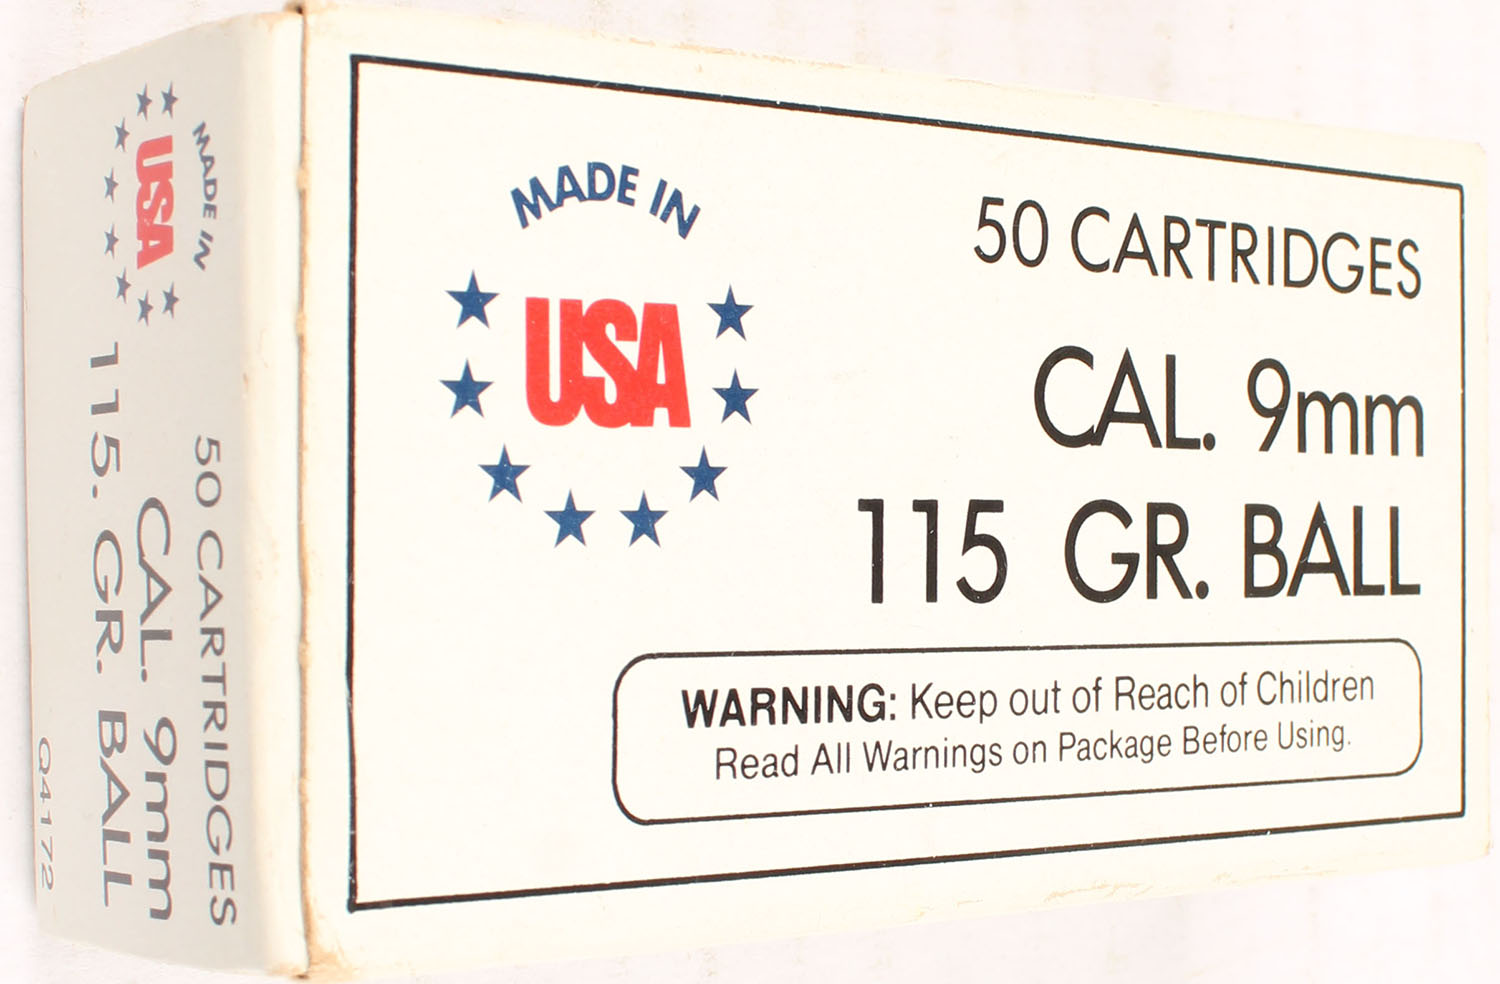 MADE IN
USA
50 CARTRIDGES
CAL. 9mm
115 GR. BALL
WARNING: Keep out of Reach of Children
Read All Warnings on Package Before Using.
MADE IN
USA
50 CARTRIDGES
CAL. 9mm
115. GR. BALL
Q4172